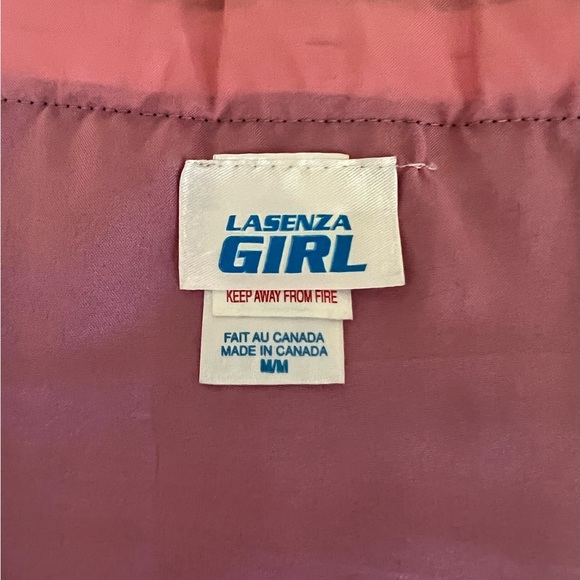 LASENZA
GIRL
KEEP AWAY FROM FIRE
FAIT AU CANADA
MADE IN CANADA
M/M